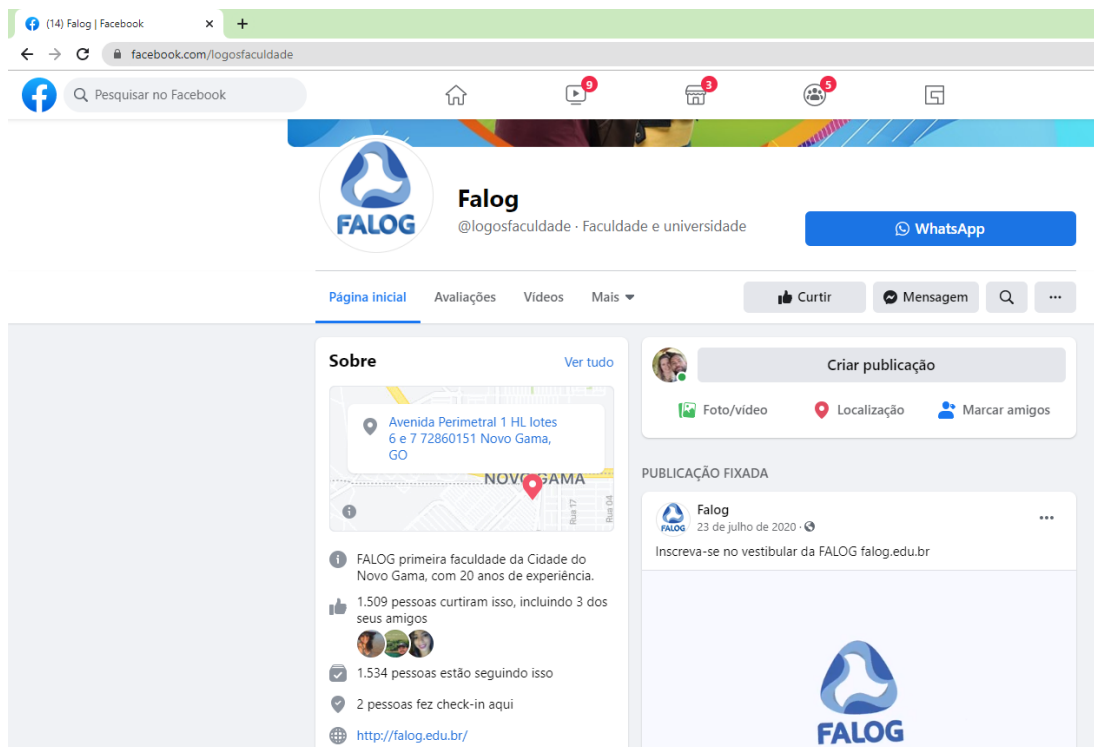 (14) Falog | Facebook
facebook.com/logosfaculdade
Pesquisar no Facebook
9
3
5
FALOG
Falog
@logosfaculdade · Faculdade e universidade
WhatsApp
Página inicial
Avaliações
Vídeos
Mais
Curtir
Mensagem
Sobre
Ver tudo
Avenida Perimetral 1 HL lotes
6 e 7 72860151 Novo Gama,
GO
NOVO GAMA
Rua 17
Rua 04
FALOG primeira faculdade da Cidade do
Novo Gama, com 20 anos de experiência.
1.509 pessoas curtiram isso, incluindo 3 dos
seus amigos
1.534 pessoas estão seguindo isso
2 pessoas fez check-in aqui
http://falog.edu.br/
Criar publicação
Foto/vídeo
Localização
Marcar amigos
PUBLICAÇÃO FIXADA
FALOG
Falog
23 de julho de 2020 ·
Inscreva-se no vestibular da FALOG falog.edu.br
FALOG